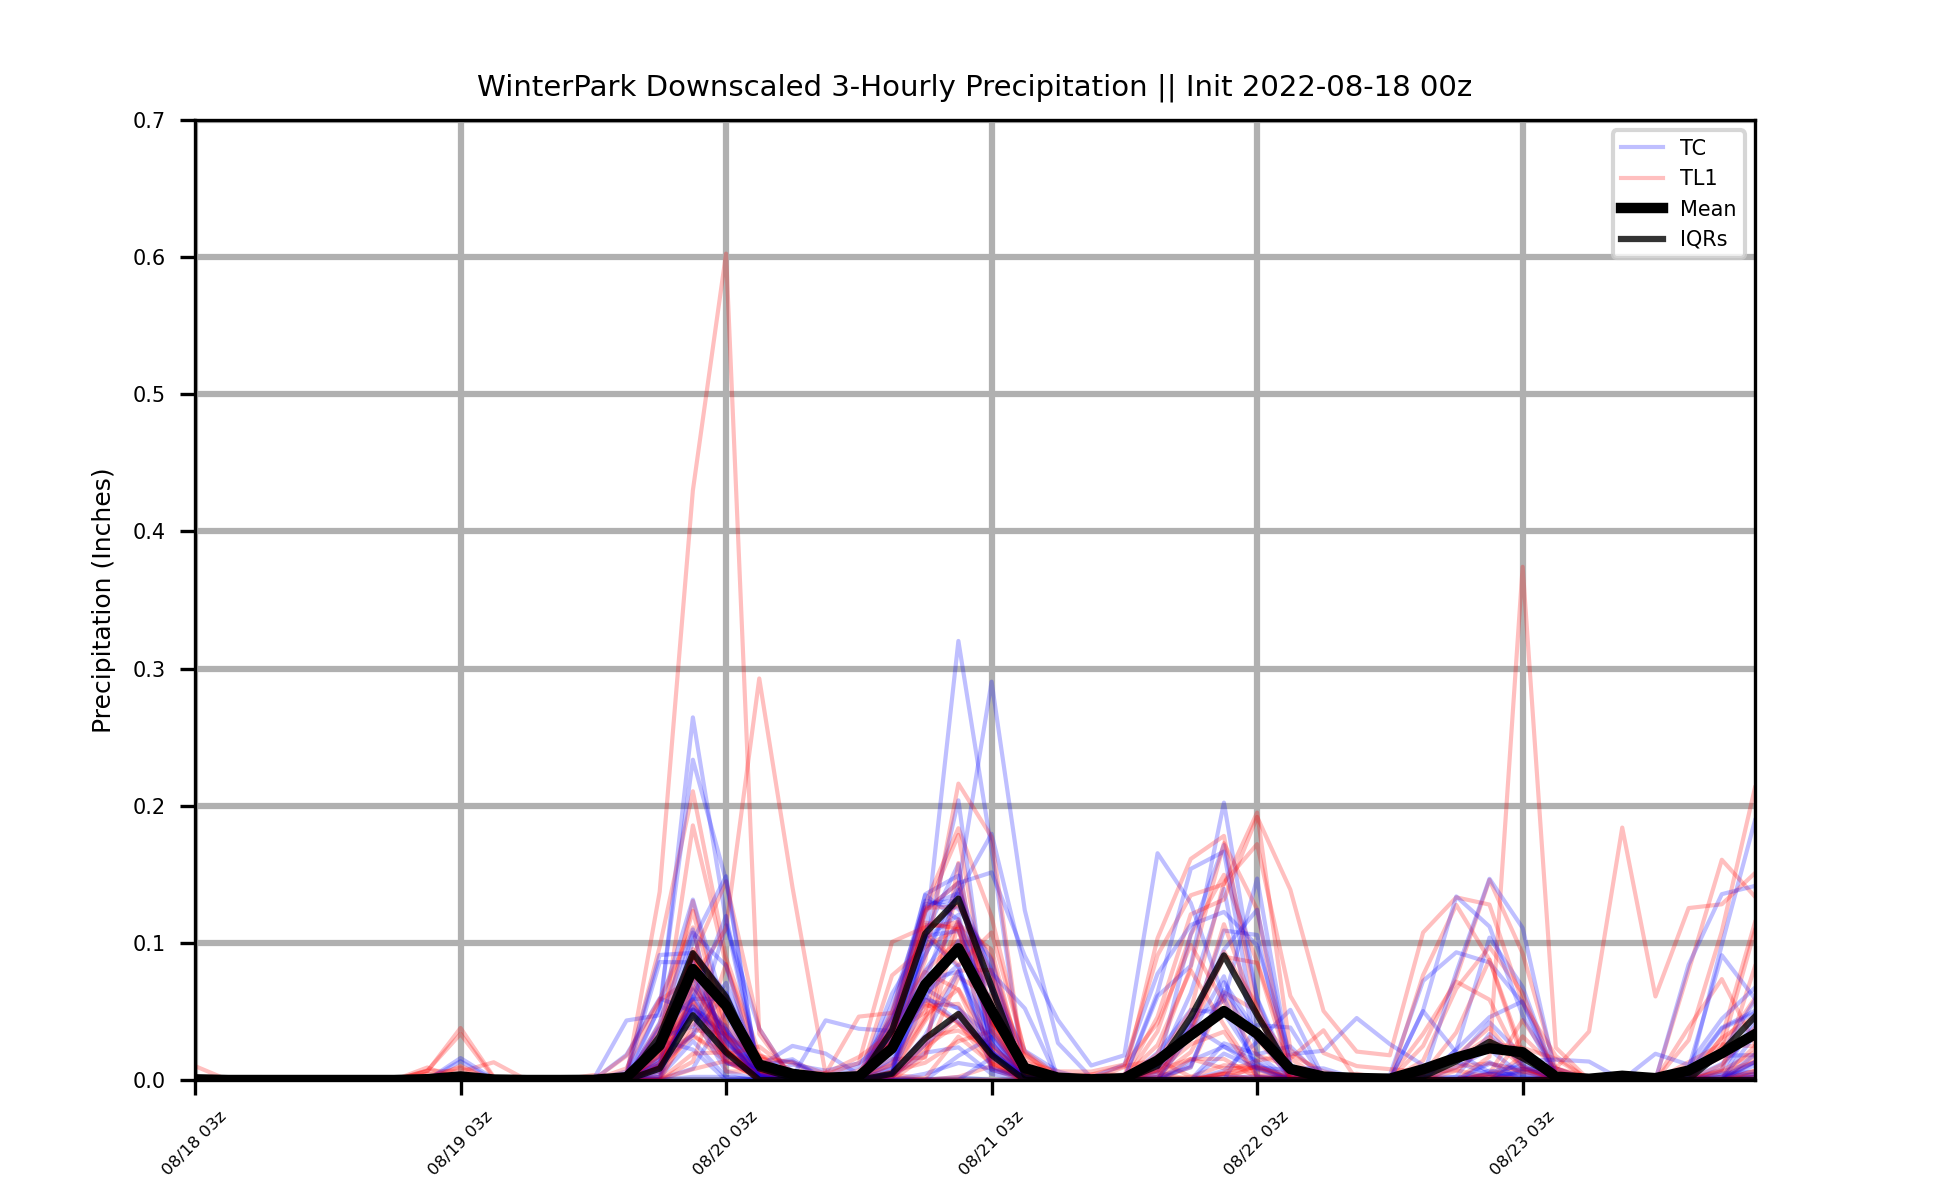 WinterPark Downscaled 3-Hourly Precipitation || Init 2022-08-18 00z
TC
TL1
Mean
IQRs
Precipitation (Inches)
0.7
0.6
0.5
0.4
0.3
0.2
0.1
0.0
08/18 03z
08/19 03z
08/20 03z
08/21 03z
08/22 03z
08/23 03z